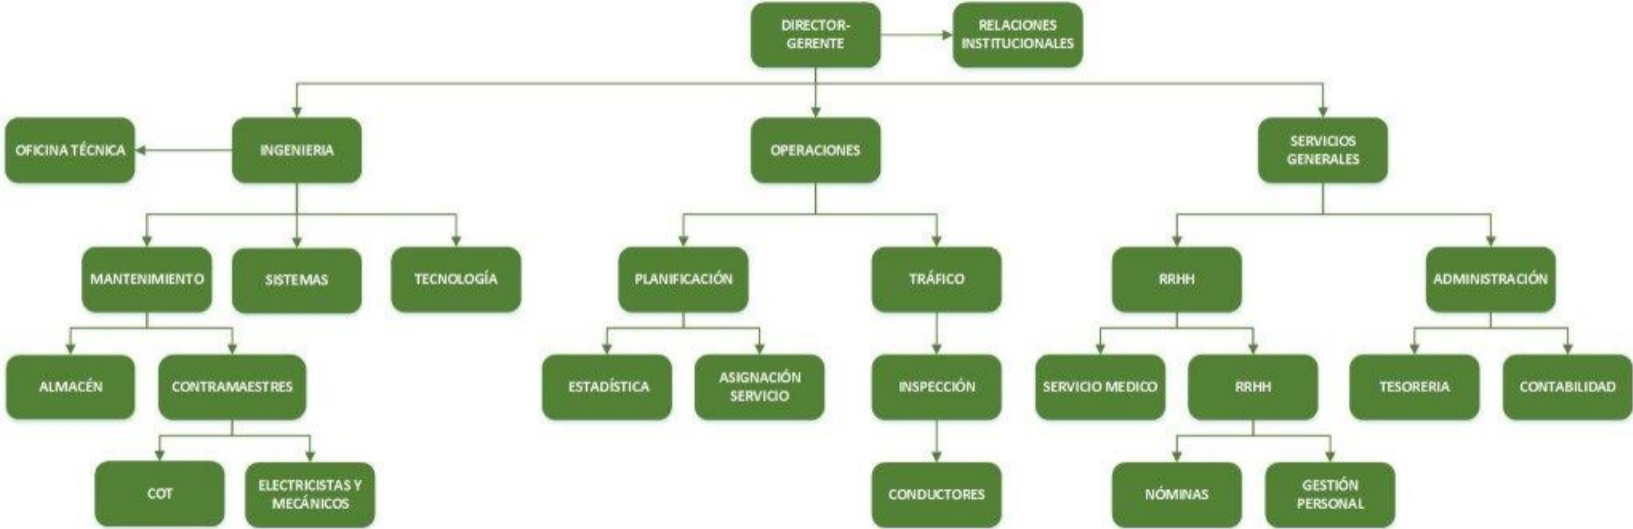 DIRECTOR-
GERENTE
RELACIONES
INSTITUCIONALES
OFICINA TÉCNICA
INGENIERIA
OPERACIONES
SERVICIOS
GENERALES
MANTENIMIENTO
SISTEMAS
TECNOLOGÍA
PLANIFICACIÓN
TRÁFICO
RRHH
ADMINISTRACIÓN
ALMACÉN
CONTRAMAESTRES
ESTADÍSTICA
ASIGNACIÓN
SERVICIO
INSPECCIÓN
SERVICIO MEDICO
RRHH
TESORERIA
CONTABILIDAD
COT
ELECTRICISTAS Y
MECÁNICOS
CONDUCTORES
NÓMINAS
GESTIÓN
PERSONAL